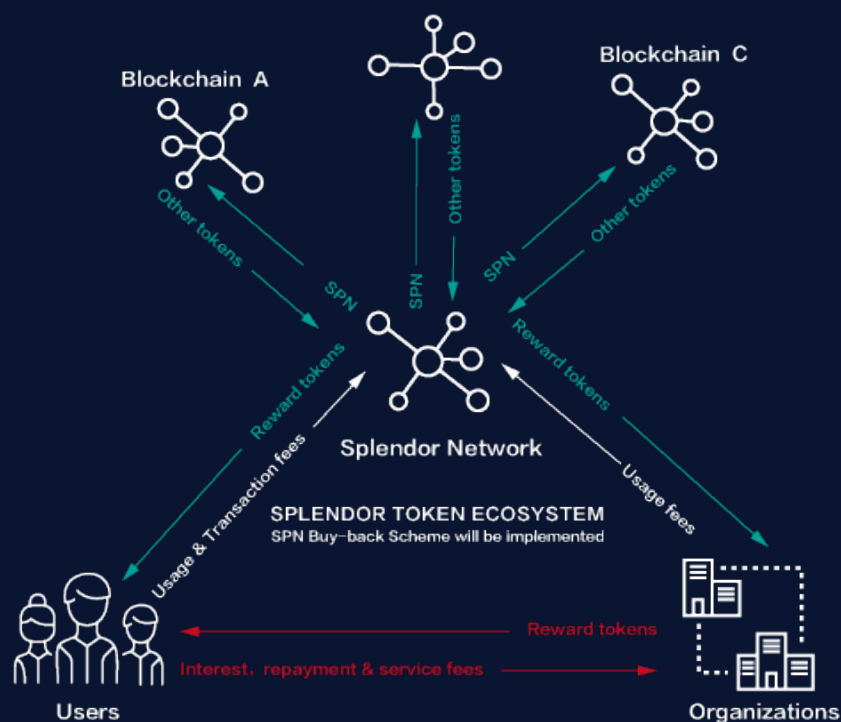 Blockchain A
Blockchain C
Other tokens
SPN
SPN
Other tokens
SPN
Other tokens
Reward tokens
Usage & Transaction fees
Reward tokens
Usage fees
Splendor Network
SPLENDOR TOKEN ECOSYSTEM
SPN Buy-back Scheme will be implemented
Reward tokens
Interest, repayment & service fees
Users
Organizations